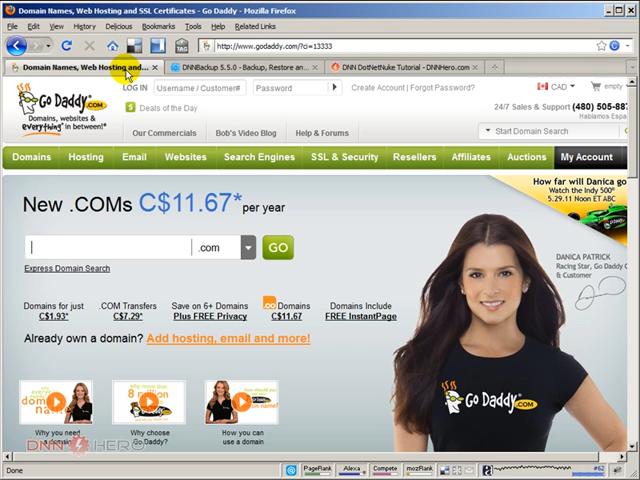 Domain Names, Web Hosting and SSL Certificates - Go Daddy - Mozilla Firefox
File Edit View History Delicious Bookmarks Tools Help Related Links
http://www.godaddy.com/?ci=13333
Domain Names, Web Hosting and...
DNNBackup 5.5.0 - Backup, Restore an...
DNN DotNetNuke Tutorial - DNNHero.com
Go Daddy .COM
Domains, websites &
everything* in between!*
LOG IN Username / Customer# Password Create Account | Forgot Password?
CAD empty
Deals of the Day
24/7 Sales & Support (480) 505-887
Hablamos Espa
Our Commercials Bob's Video Blog Help & Forums
Start Domain Search
Domains Hosting Email Websites Search Engines SSL & Security Resellers Affiliates Auctions My Account
New .COMs C$11.67* per year
.com GO
Express Domain Search
How far will Danica go
Watch the Indy 500®
5.29.11 Noon ET ABC
DANICA PATRICK
Racing Star, Go Daddy G
& Customer
Domains for just .COM Transfers Save on 6+ Domains .co Domains Domains Include
C$1.93* C$7.29* Plus FREE Privacy C$11.67 FREE InstantPage
Already own a domain? Add hosting, email and more!
Go Daddy .COM
Why you need
a domain
Why choose
Go Daddy?
How you can
use a domain
DNN HERO
Done PageRank Alexa Compete mozRank #62